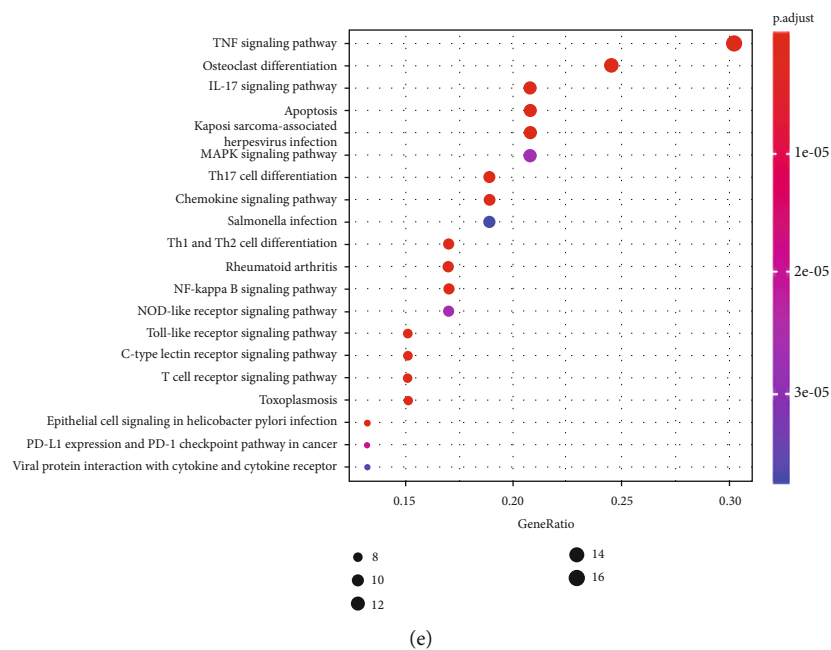 p.adjust
TNF signaling pathway
Osteoclast differentiation
IL-17 signaling pathway
Apoptosis
Kaposi sarcoma-associated
herpesvirus infection
MAPK signaling pathway
Th17 cell differentiation
Chemokine signaling pathway
Salmonella infection
Th1 and Th2 cell differentiation
Rheumatoid arthritis
NF-kappa B signaling pathway
NOD-like receptor signaling pathway
Toll-like receptor signaling pathway
C-type lectin receptor signaling pathway
T cell receptor signaling pathway
Toxoplasmosis
Epithelial cell signaling in helicobacter pylori infection
PD-L1 expression and PD-1 checkpoint pathway in cancer
Viral protein interaction with cytokine and cytokine receptor
1e-05
2e-05
3e-05
0.15 0.20 0.25 0.30
GeneRatio
8 14
10 16
12
(e)